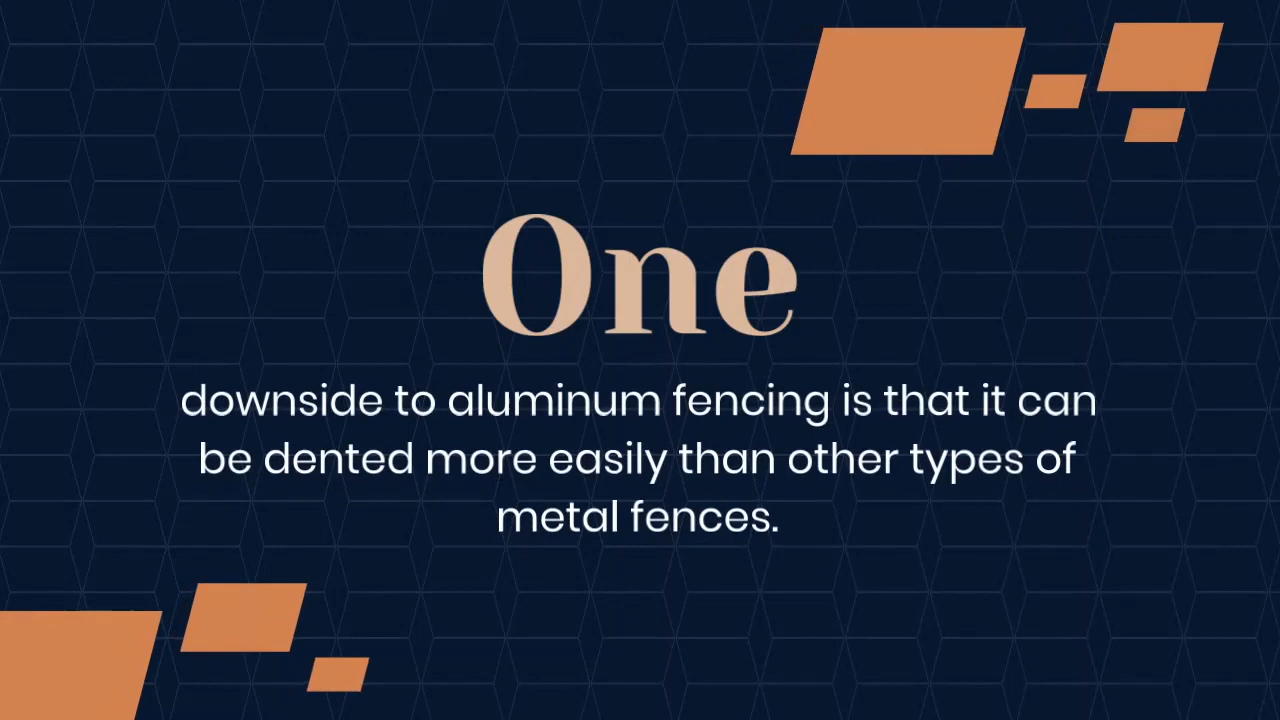 One
downside to aluminum fencing is that it can
be dented more easily than other types of
metal fences.